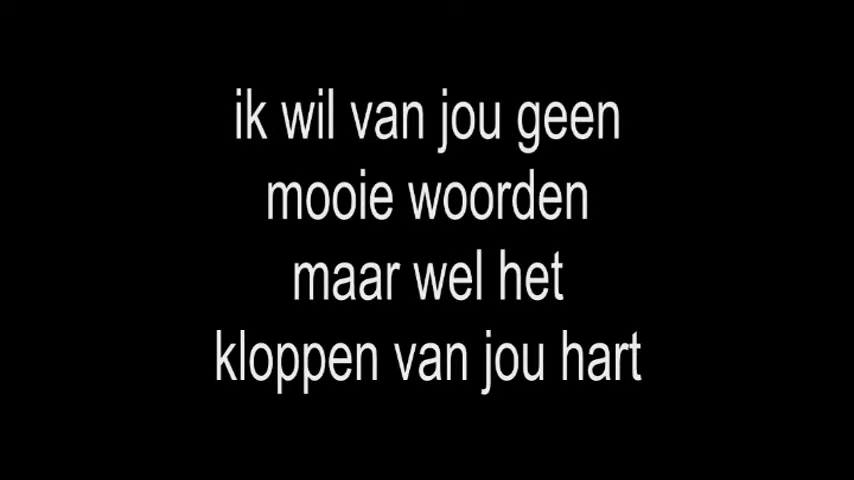 ik wil van jou geen
mooie woorden
maar wel het
kloppen van jou hart